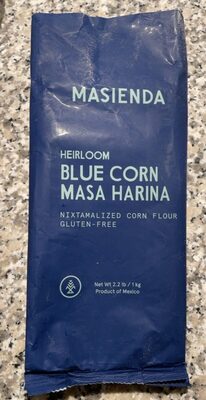 MASIENDA
HEIRLOOM
BLUE CORN
MASA HARINA
NIXTAMALIZED CORN FLOUR
GLUTEN-FREE
Net Wt 2.2 lb / 1 kg
Product of Mexico